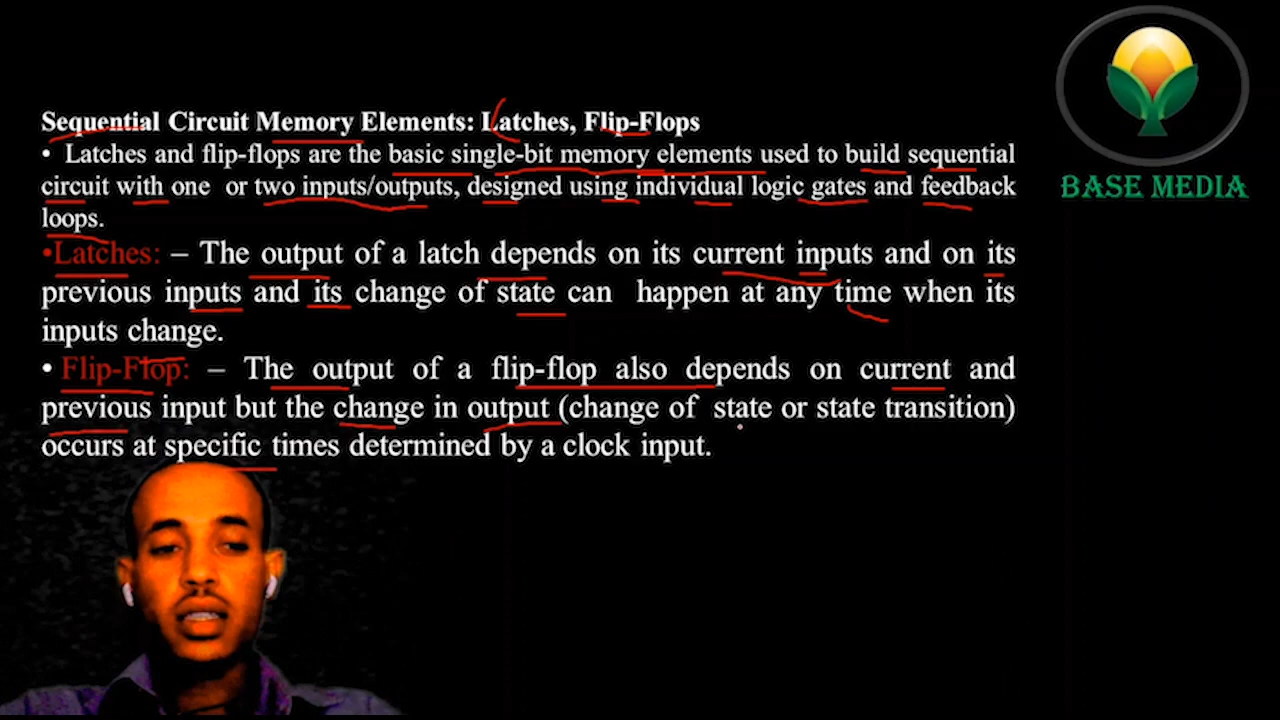 Sequential Circuit Memory Elements: Latches, Flip-Flops
• Latches and flip-flops are the basic single-bit memory elements used to build sequential
circuit with one or two inputs/outputs, designed using individual logic gates and feedback
loops.
•Latches: – The output of a latch depends on its current inputs and on its
previous inputs and its change of state can happen at any time when its
inputs change.
• Flip-Flop: – The output of a flip-flop also depends on current and
previous input but the change in output (change of state or state transition)
occurs at specific times determined by a clock input.
BASE MEDIA